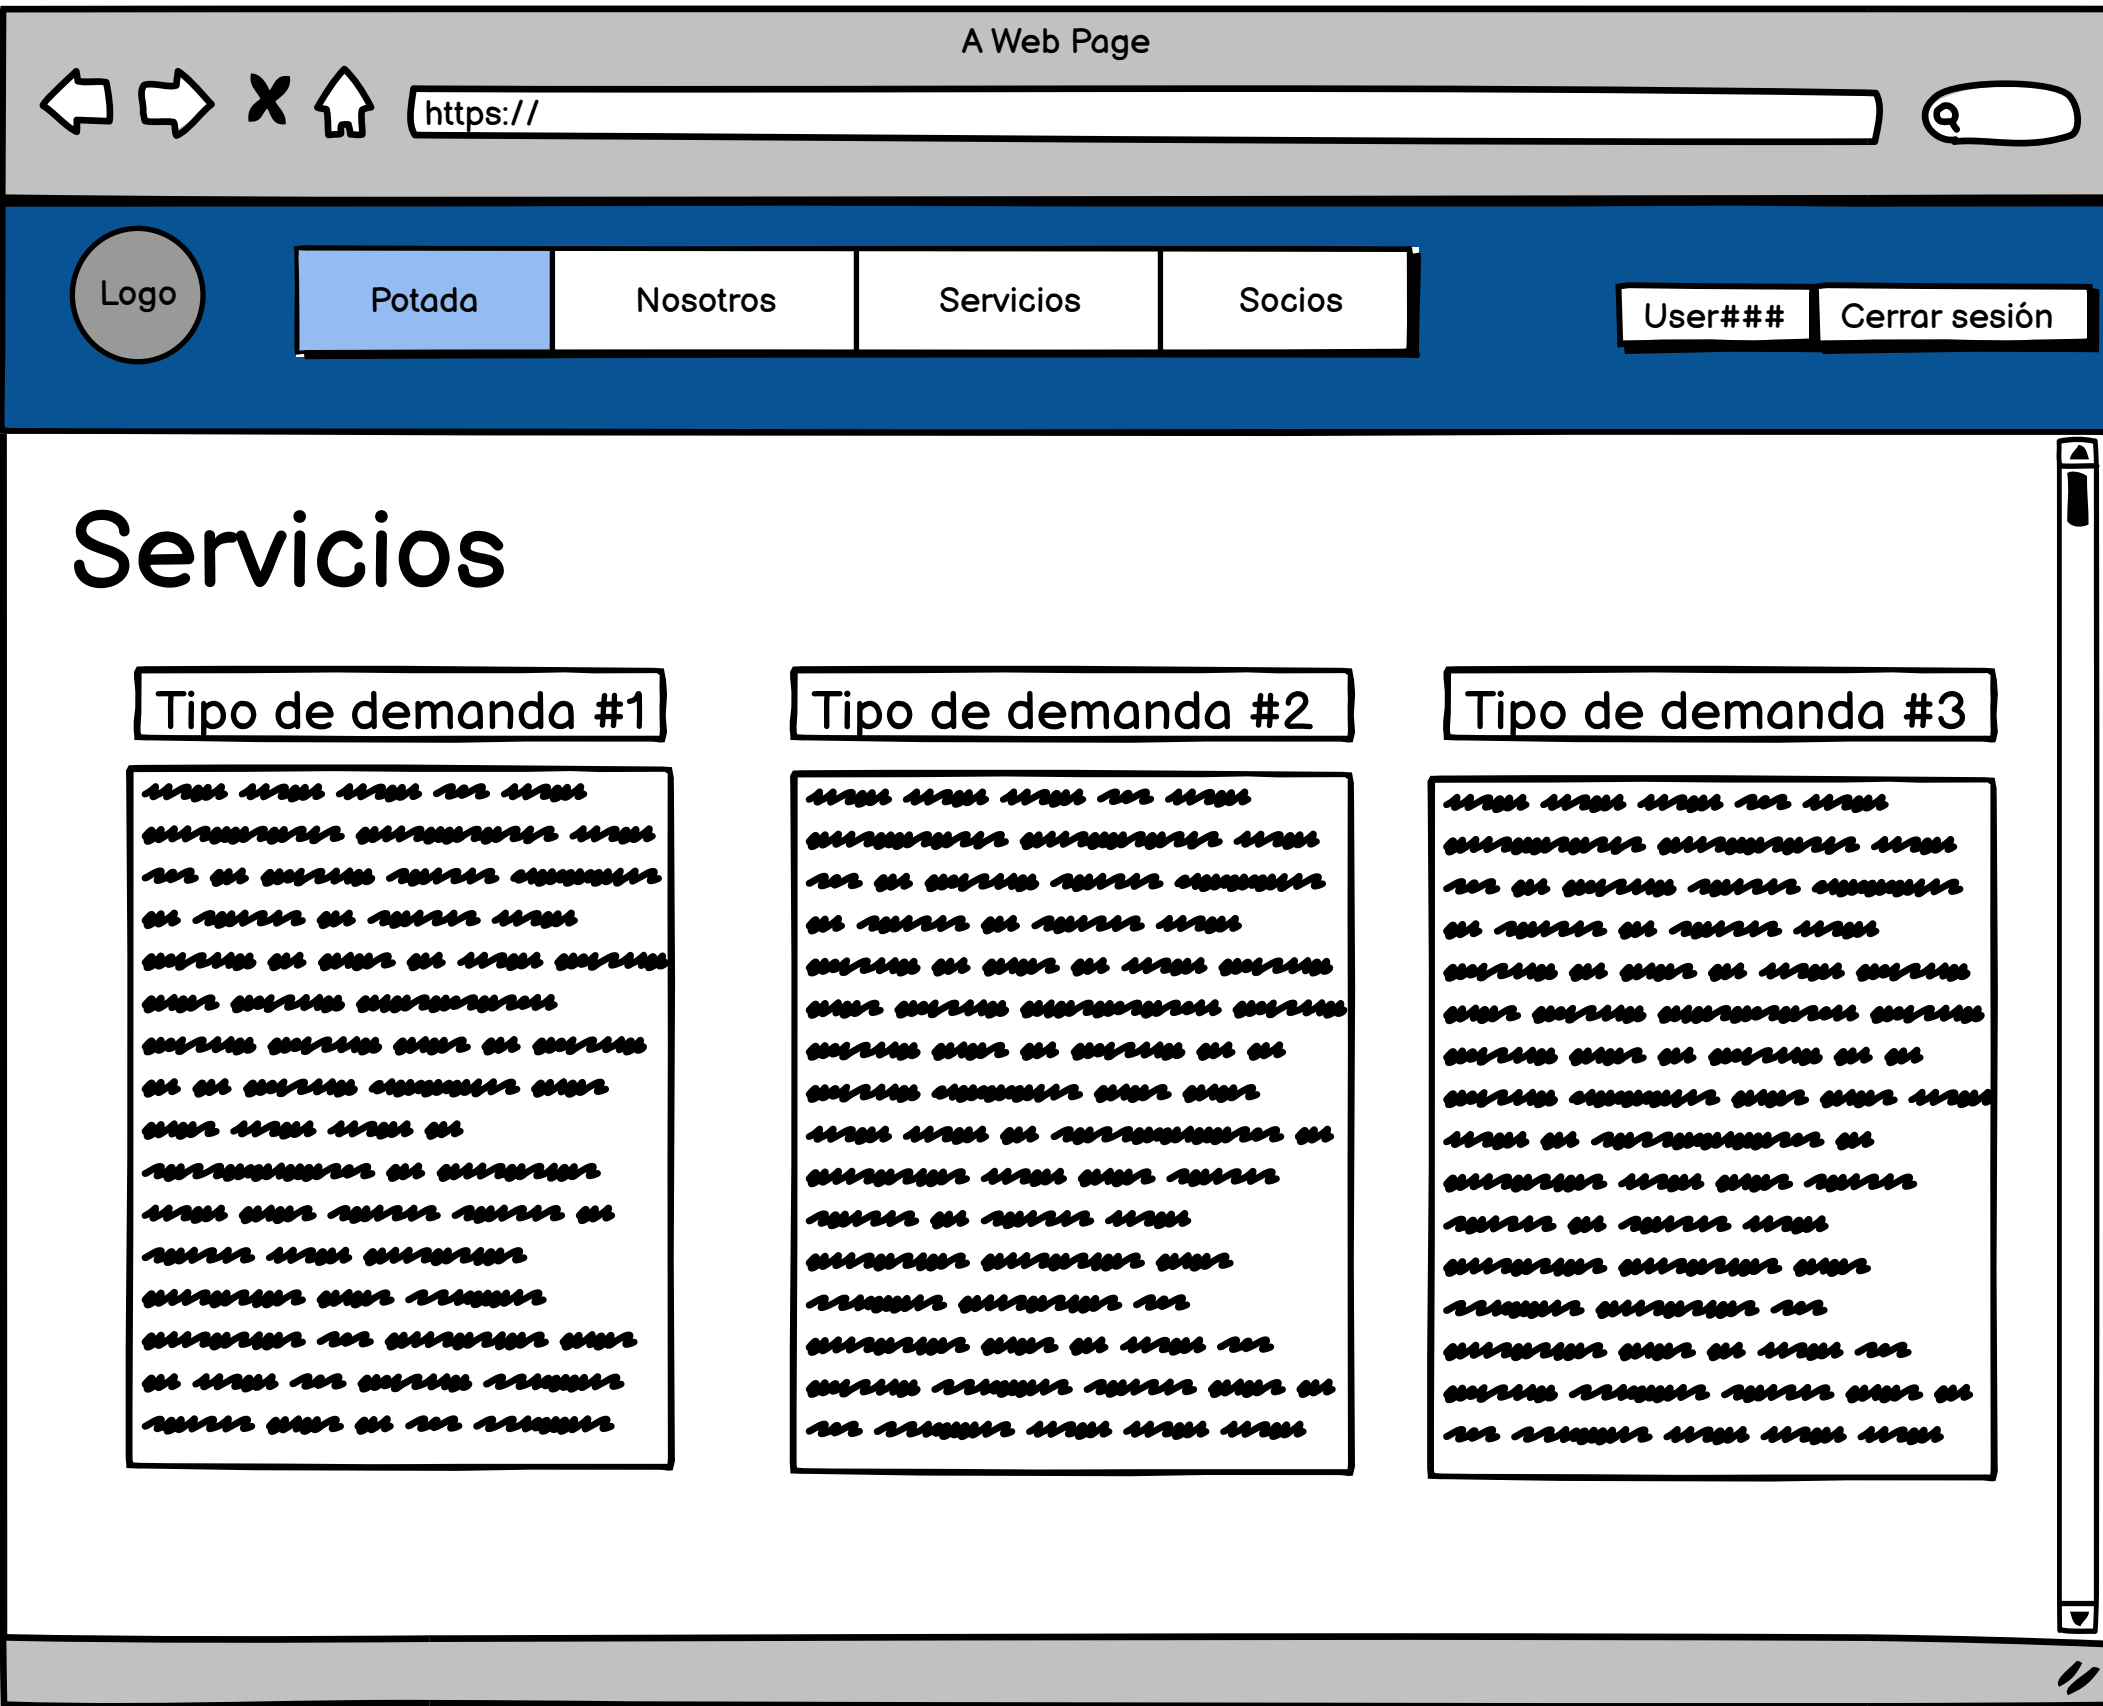 A Web Page
https://
Logo
Potada
Nosotros
Servicios
Socios
User###
Cerrar sesión
Servicios
Tipo de demanda #1
Tipo de demanda #2
Tipo de demanda #3